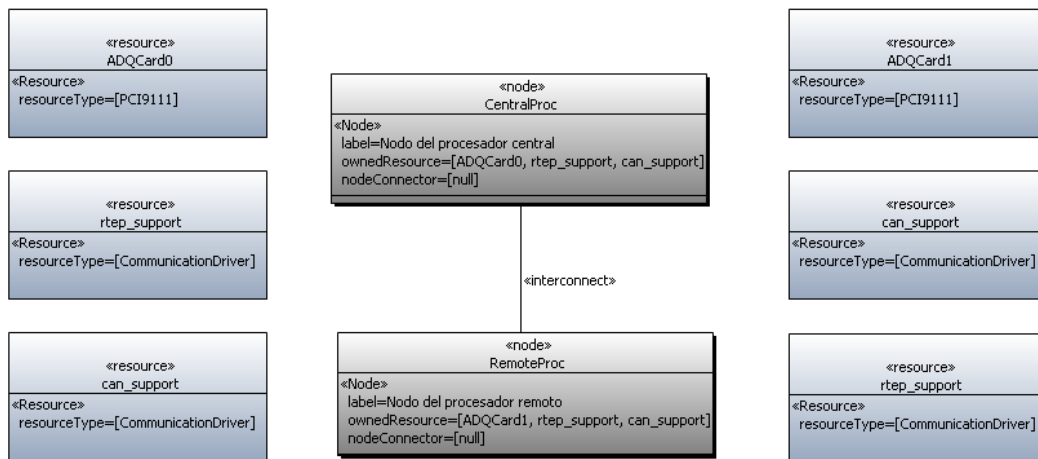 «resource»
ADQCard0
«Resource»
resourceType=[PCI9111]
«resource»
rtep_support
«Resource»
resourceType=[CommunicationDriver]
«resource»
can_support
«Resource»
resourceType=[CommunicationDriver]
«node»
CentralProc
«Node»
label=Nodo del procesador central
ownedResource=[ADQCard0, rtep_support, can_support]
nodeConnector=[null]
«interconnect»
«node»
RemoteProc
«Node»
label=Nodo del procesador remoto
ownedResource=[ADQCard1, rtep_support, can_support]
nodeConnector=[null]
«resource»
ADQCard1
«Resource»
resourceType=[PCI9111]
«resource»
can_support
«Resource»
resourceType=[CommunicationDriver]
«resource»
rtep_support
«Resource»
resourceType=[CommunicationDriver]